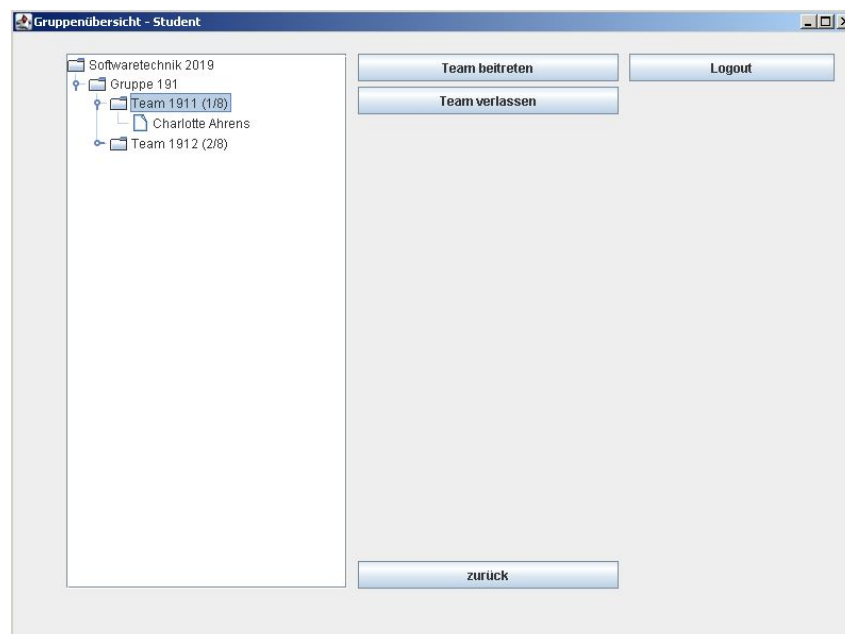 Gruppenübersicht - Student
Softwaretechnik 2019
Gruppe 191
Team 1911 (1/8)
Charlotte Ahrens
Team 1912 (2/8)
Team beitreten
Logout
Team verlassen
zurück